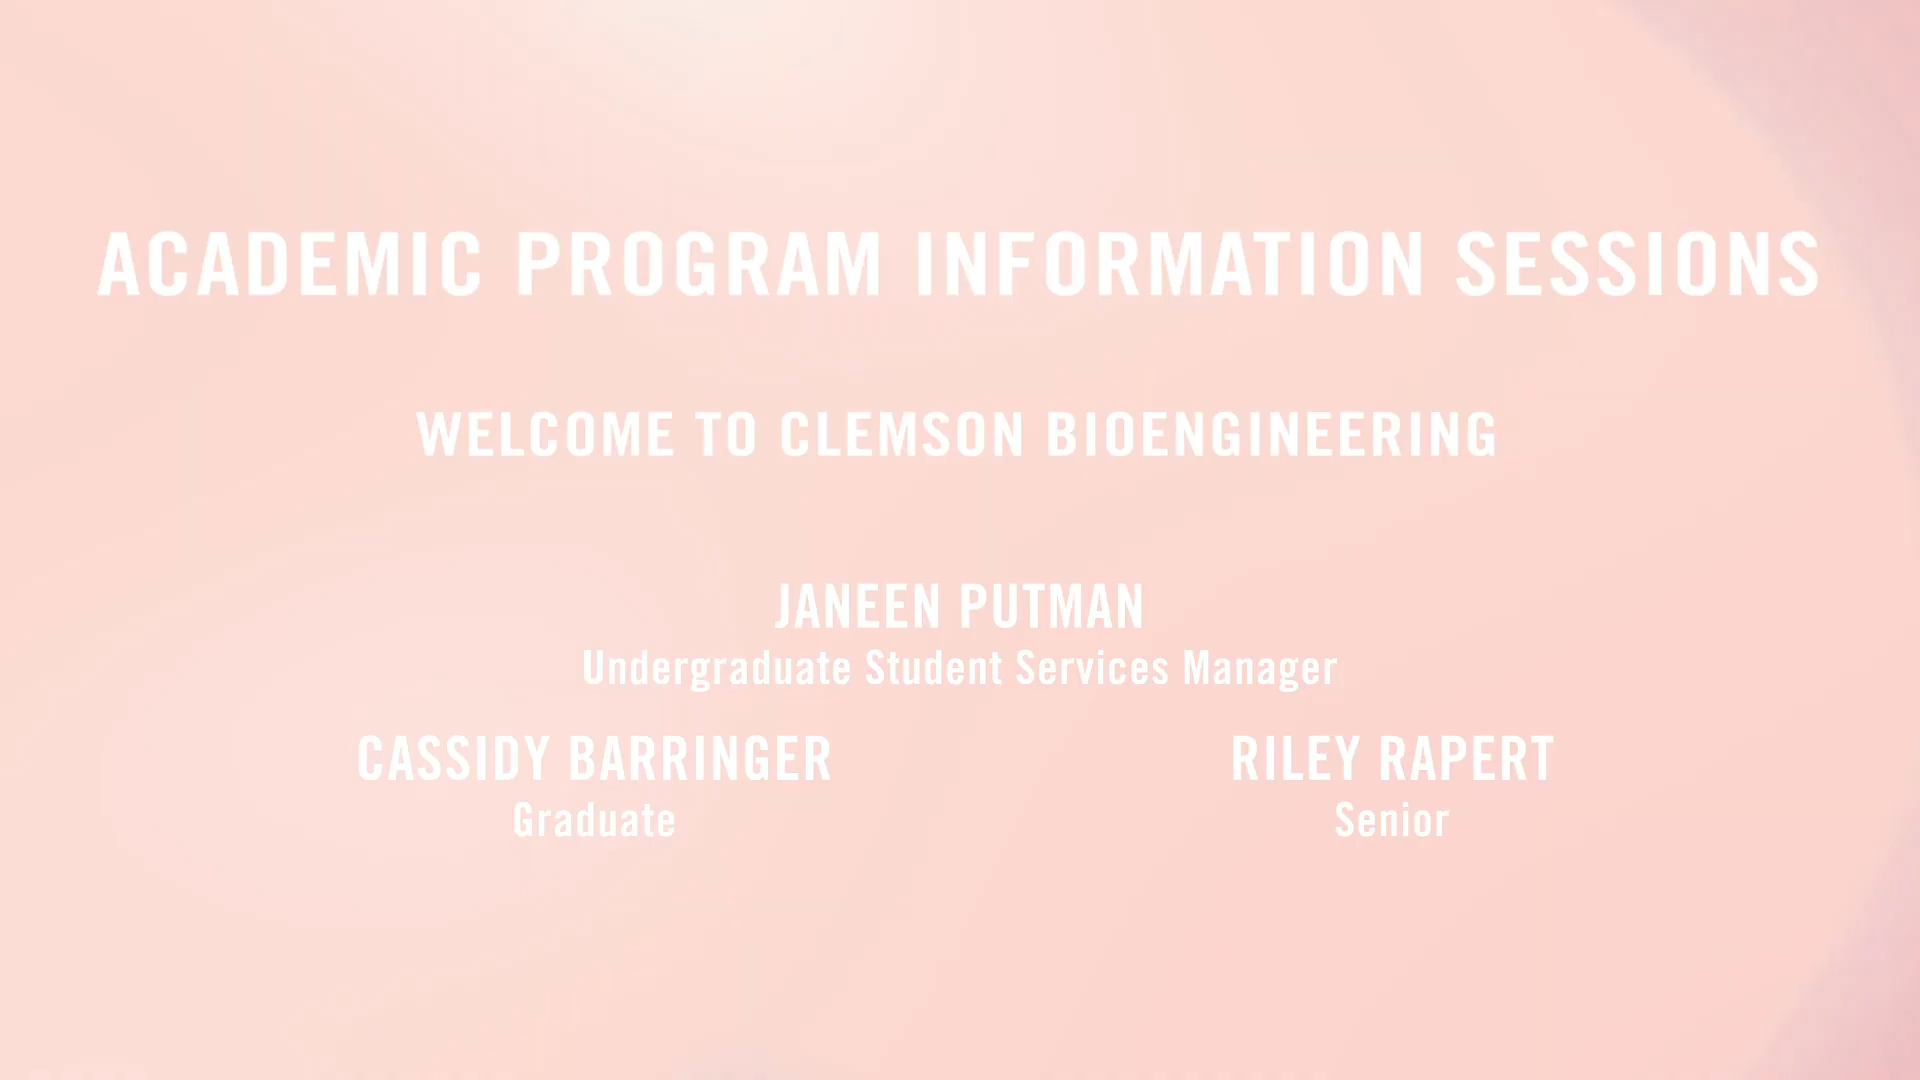 ACADEMIC PROGRAM INFORMATION SESSIONS
WELCOME TO CLEMSON BIOENGINEERING
JANEEN PUTMAN
Undergraduate Student Services Manager
CASSIDY BARRINGER
Graduate
RILEY RAPERT
Senior